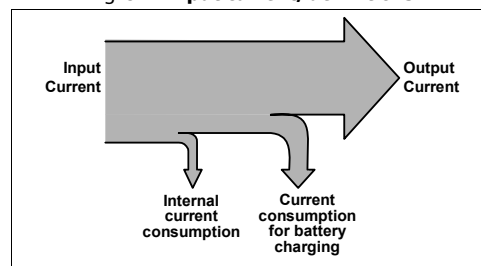 Input
Current
Output
Current
Internal
current
consumption
Current
consumption
for battery
charging